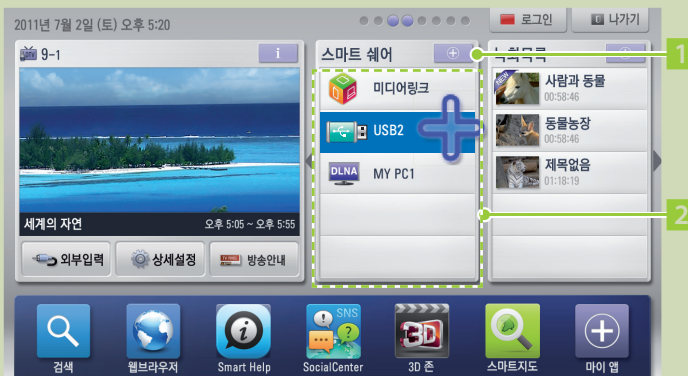 2011년 7월 2일 (토) 오후 5:20
로그인
나가기
9-1
i
스마트 쉐어
녹화목록
1
미디어링크
USB2
DLNA
MY PC1
NEW
사람과 동물
00:58:46
동물농장
00:58:46
제목없음
01:18:19
2
세계의 자연
오후 5:05 ~ 오후 5:55
외부입력
상세설정
방송안내
SNS
3D
검색
웹브라우저
Smart Help
SocialCenter
3D 존
스마트지도
마이 앱